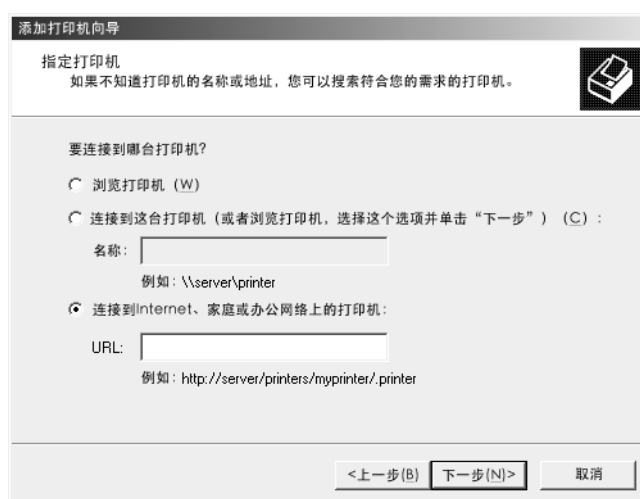 添加打印机向导
指定打印机
如果不知道打印机的名称或地址，您可以搜索符合您的需求的打印机。
要连接到哪台打印机?
浏览打印机 (W)
连接到这台打印机 (或者浏览打印机，选择这个选项并单击“下一步”) (C) :
名称:
例如: \\server\printer
连接到Internet、家庭或办公网络上的打印机:
URL:
例如: http://server/printers/myprinter/.printer
<上一步(B) 下一步(N)> 取消